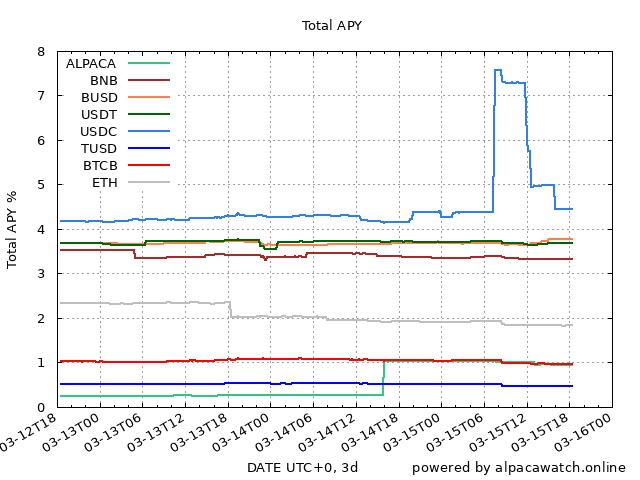 Total APY
Total APY %
8
7
6
5
4
3
2
1
0
ALPACA
BNB
BUSD
USDT
USDC
TUSD
BTCB
ETH
03-12T18
03-13T00
03-13T06
03-13T12
03-13T18
03-14T00
03-14T06
03-14T12
03-14T18
03-15T00
03-15T06
03-15T12
03-15T18
03-16T00
DATE UTC+0, 3d
powered by alpacawatch.online